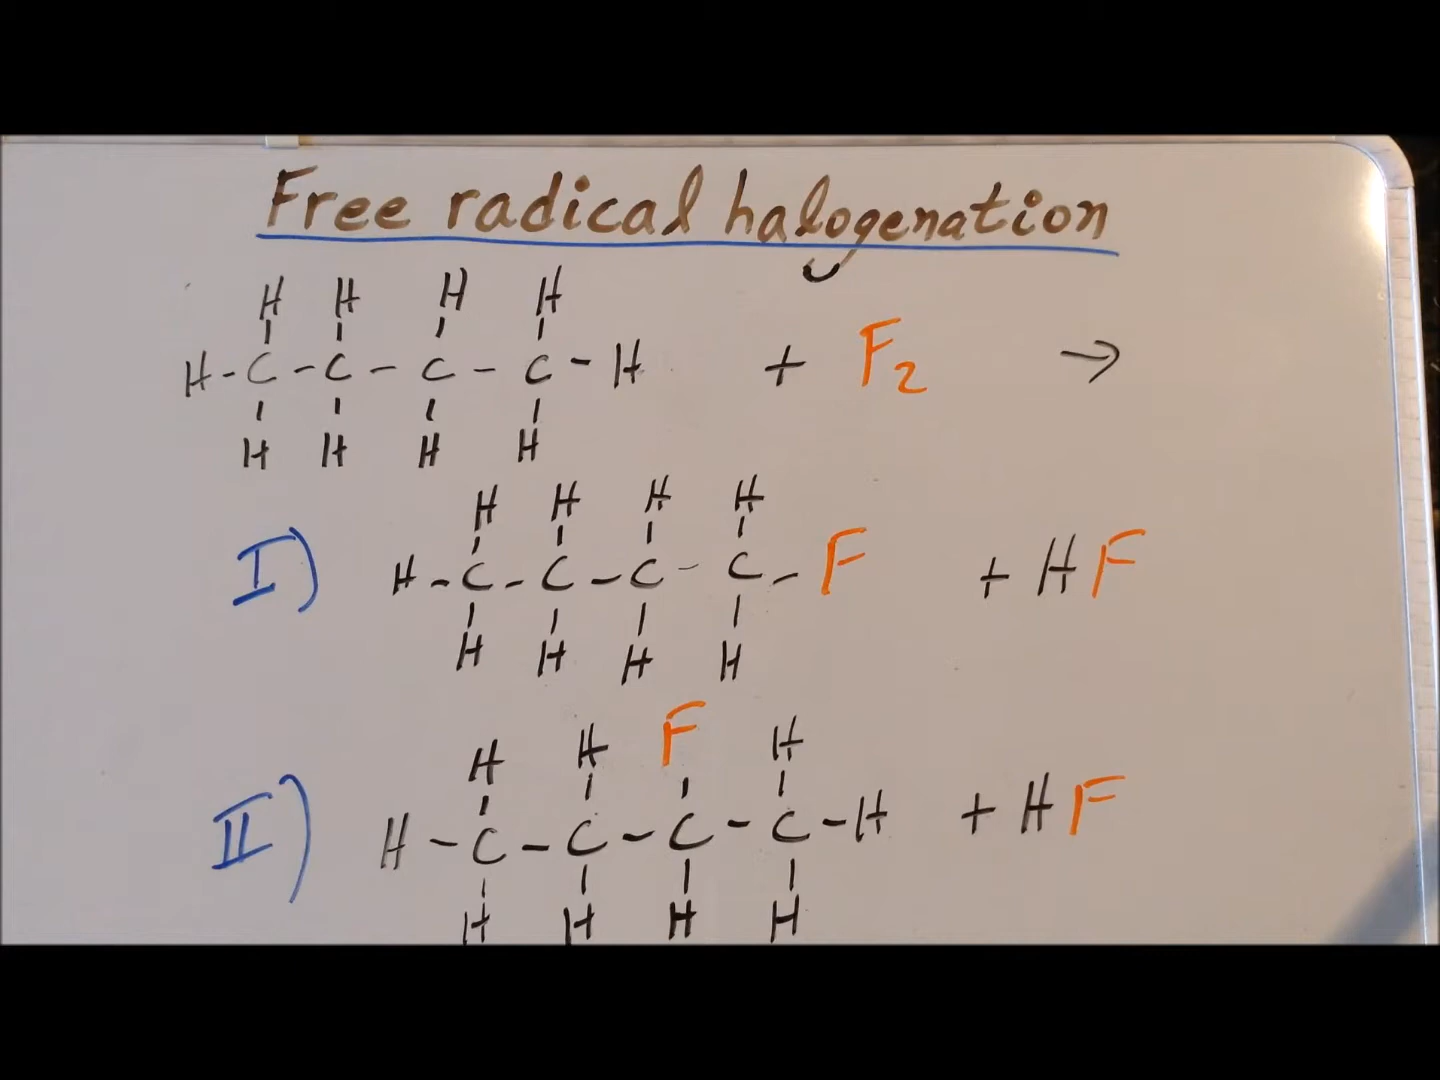 Free radical halogenation
H H H H
H-C-C-C-C-H + F2 →
H H H H
H H H H
I) H-C-C-C-C-F + HF
H H H H
H H F H
II) H-C-C-C-C-H + HF
H H H H